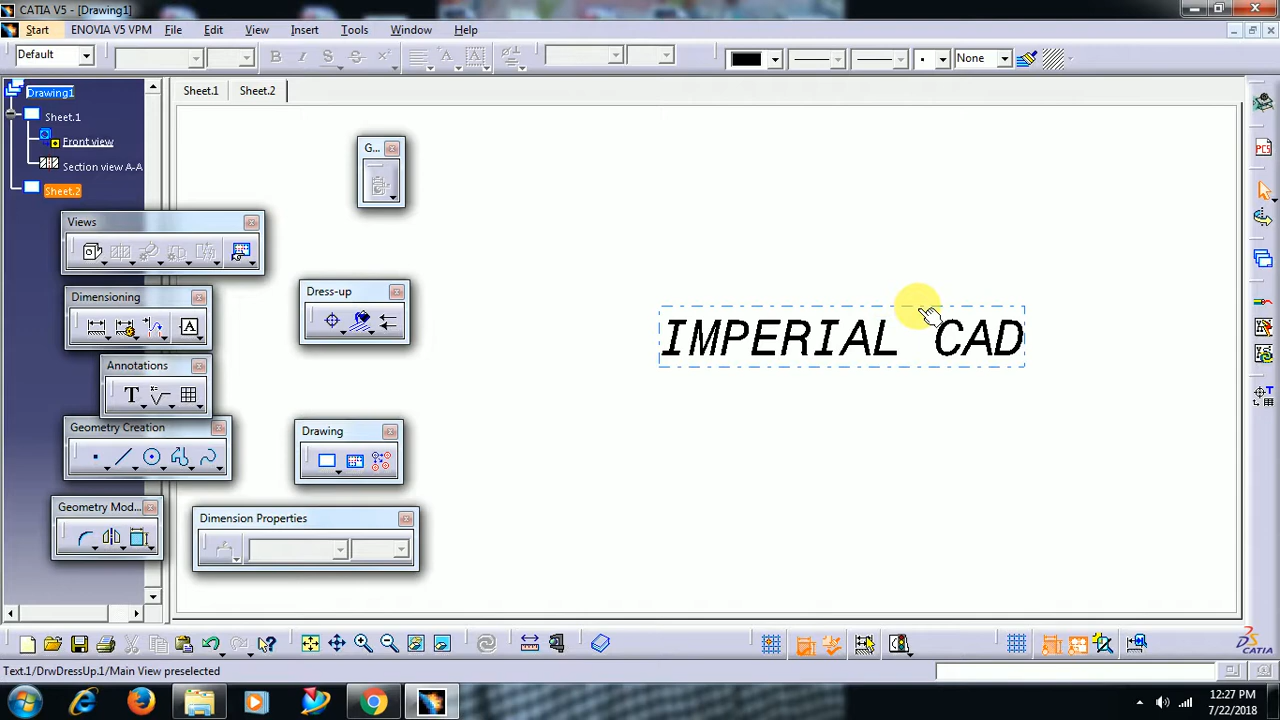 CATIA V5 - [Drawing1]
Start ENOVIA V5 VPM File Edit View Insert Tools Window Help
Default B I S S x None
Drawing1
Sheet.1
Front view
Section view A-A
Sheet.2
Sheet.1 Sheet.2
G...
Views
Dress-up
Dimensioning
A
Annotations
T
Geometry Creation
Drawing
Geometry Mod...
Dimension Properties
IMPERIAL CAD
PCS
CATIA
Text.1/DrwDressUp.1/Main View preselected
12:27 PM
7/22/2018